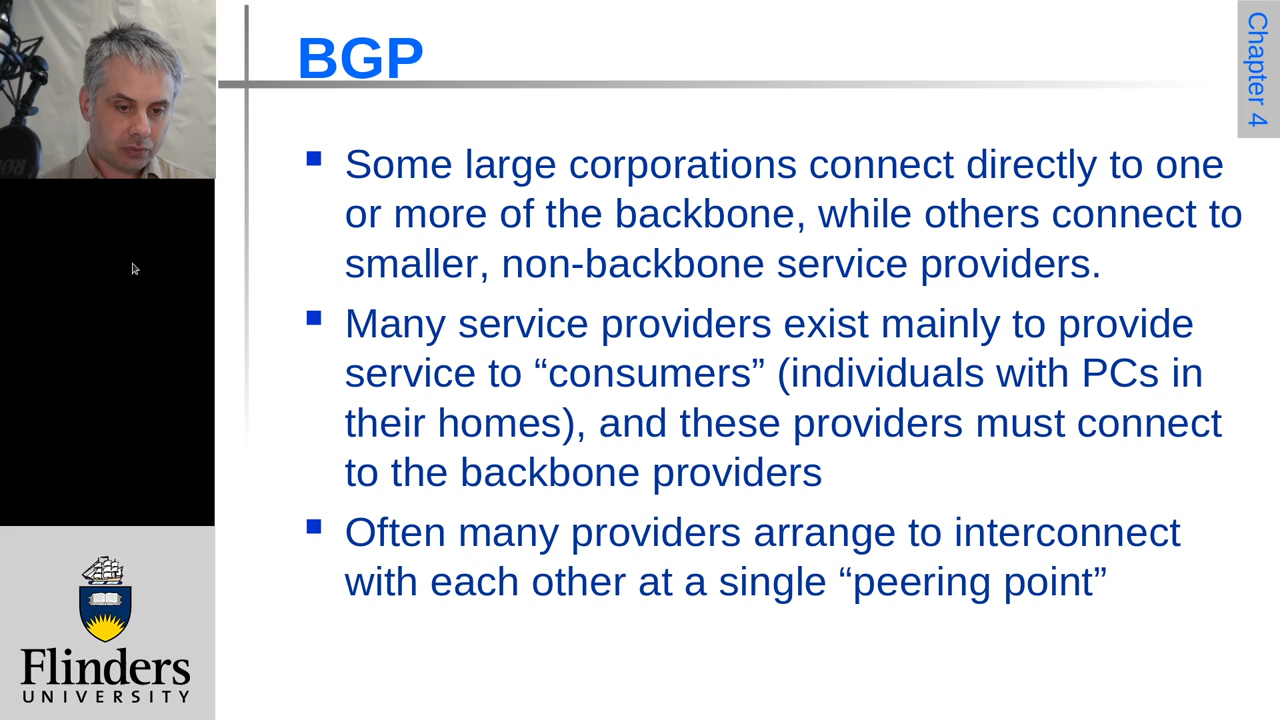 BGP
Chapter 4
Some large corporations connect directly to one
or more of the backbone, while others connect to
smaller, non-backbone service providers.
Many service providers exist mainly to provide
service to “consumers” (individuals with PCs in
their homes), and these providers must connect
to the backbone providers
Often many providers arrange to interconnect
with each other at a single “peering point”
Flinders
UNIVERSITY